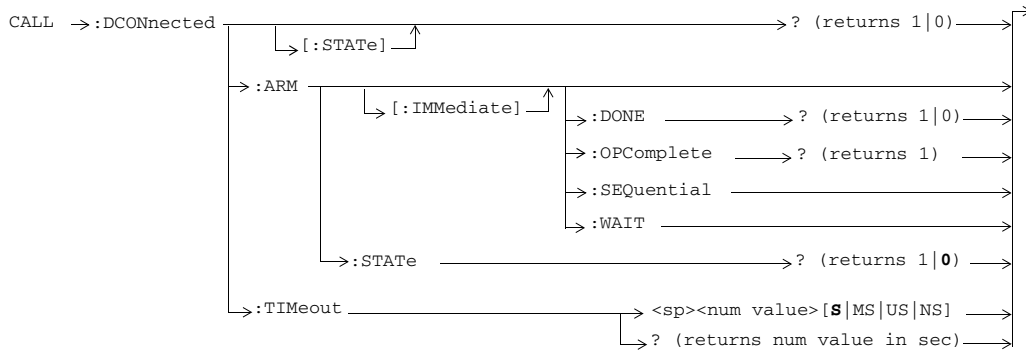 CALL :DCONnected ? (returns 1|0)
[:STATe]
:ARM
[:IMMediate]
:DONE ? (returns 1|0)
:OPComplete ? (returns 1)
:SEQuential
:WAIT
:STATe ? (returns 1|0)
:TIMeout <sp><num value>[S|MS|US|NS]
? (returns num value in sec)